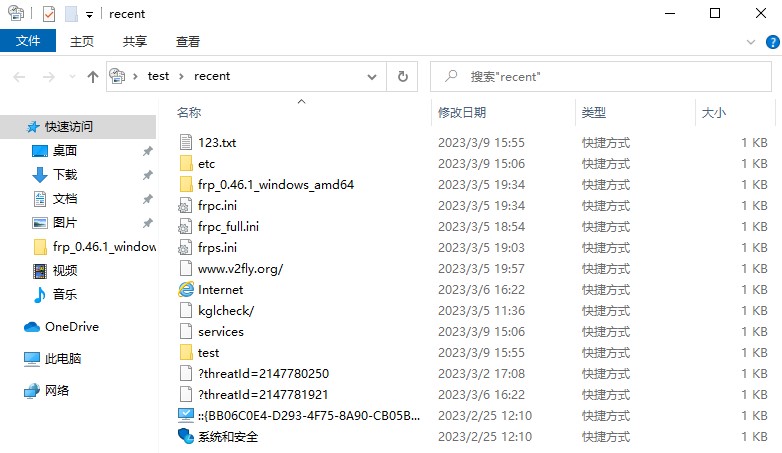 recent
文件 主页 共享 查看
test recent 搜索"recent"
名称 修改日期 类型 大小
快速访问
桌面
下载
文档
图片
frp_0.46.1_window
视频
音乐
OneDrive
此电脑
网络
123.txt 2023/3/9 15:55 快捷方式 1 KB
etc 2023/3/9 15:06 快捷方式 1 KB
frp_0.46.1_windows_amd64 2023/3/5 19:34 快捷方式 1 KB
frpc.ini 2023/3/5 19:34 快捷方式 1 KB
frpc_full.ini 2023/3/5 18:54 快捷方式 1 KB
frps.ini 2023/3/5 19:03 快捷方式 1 KB
www.v2fly.org/ 2023/3/5 19:57 快捷方式 1 KB
Internet 2023/3/6 16:22 快捷方式 1 KB
kglcheck/ 2023/3/5 11:36 快捷方式 1 KB
services 2023/3/9 15:06 快捷方式 1 KB
test 2023/3/9 15:55 快捷方式 1 KB
?threatId=2147780250 2023/3/2 17:08 快捷方式 1 KB
?threatId=2147781921 2023/3/6 16:22 快捷方式 1 KB
::{BB06C0E4-D293-4F75-8A90-CB05B... 2023/2/25 12:10 快捷方式 1 KB
系统和安全 2023/2/25 12:10 快捷方式 1 KB